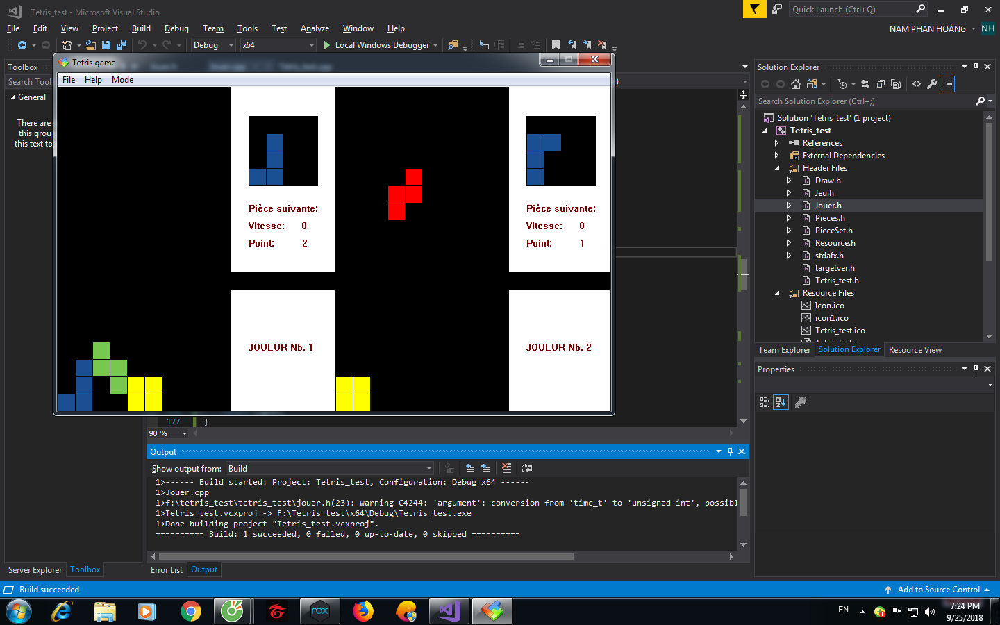 Tetris_test - Microsoft Visual Studio
Quick Launch (Ctrl+Q)
File Edit View Project Build Debug Team Tools Test Analyze Window Help
NAM PHAN HOÀNG NH
Debug x64 Local Windows Debugger
Toolbox
Search Tool
General
There are
this grou
this text to
Tetris game
File Help Mode
Pièce suivante:
Vitesse: 0
Point: 2
Pièce suivante:
Vitesse: 0
Point: 1
JOUEUR Nb. 1
JOUEUR Nb. 2
177 }
90 %
Output
Show output from: Build
1>------ Build started: Project: Tetris_test, Configuration: Debug x64 ------
1>Jouer.cpp
1>f:\tetris_test\tetris_test\jouer.h(23): warning C4244: 'argument': conversion from 'time_t' to 'unsigned int', possibl
1>Tetris_test.vcxproj -> F:\Tetris_test\x64\Debug\Tetris_test.exe
1>Done building project "Tetris_test.vcxproj".
========== Build: 1 succeeded, 0 failed, 0 up-to-date, 0 skipped ==========
Server Explorer Toolbox
Error List Output
Solution Explorer
Search Solution Explorer (Ctrl+;)
Solution 'Tetris_test' (1 project)
Tetris_test
References
External Dependencies
Header Files
Draw.h
Jeu.h
Jouer.h
Pieces.h
PieceSet.h
Resource.h
stdafx.h
targetver.h
Tetris_test.h
Resource Files
Icon.ico
icon1.ico
Tetris_test.ico
Team Explorer Solution Explorer Resource View
Properties
Build succeeded
Add to Source Control
nox
EN
7:24 PM
9/25/2018